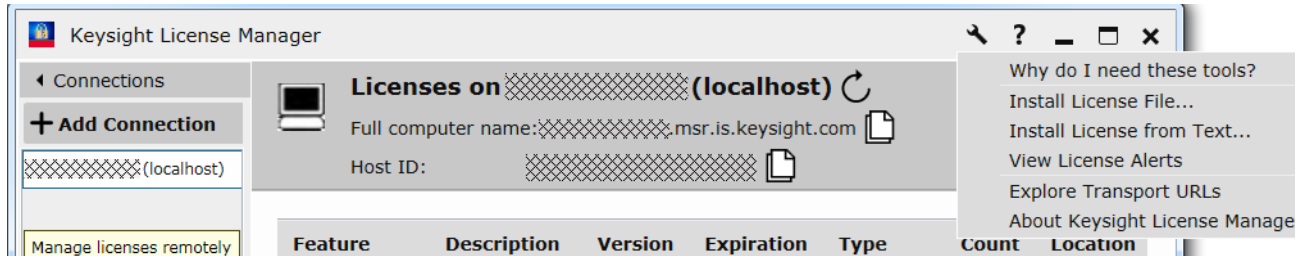 Keysight License Manager
?
Connections
Add Connection
(localhost)
Manage licenses remotely
Licenses on (localhost)
Full computer name: .msr.is.keysight.com
Host ID:
Feature Description Version Expiration Type Count Location
Why do I need these tools?
Install License File...
Install License from Text...
View License Alerts
Explore Transport URLs
About Keysight License Manage